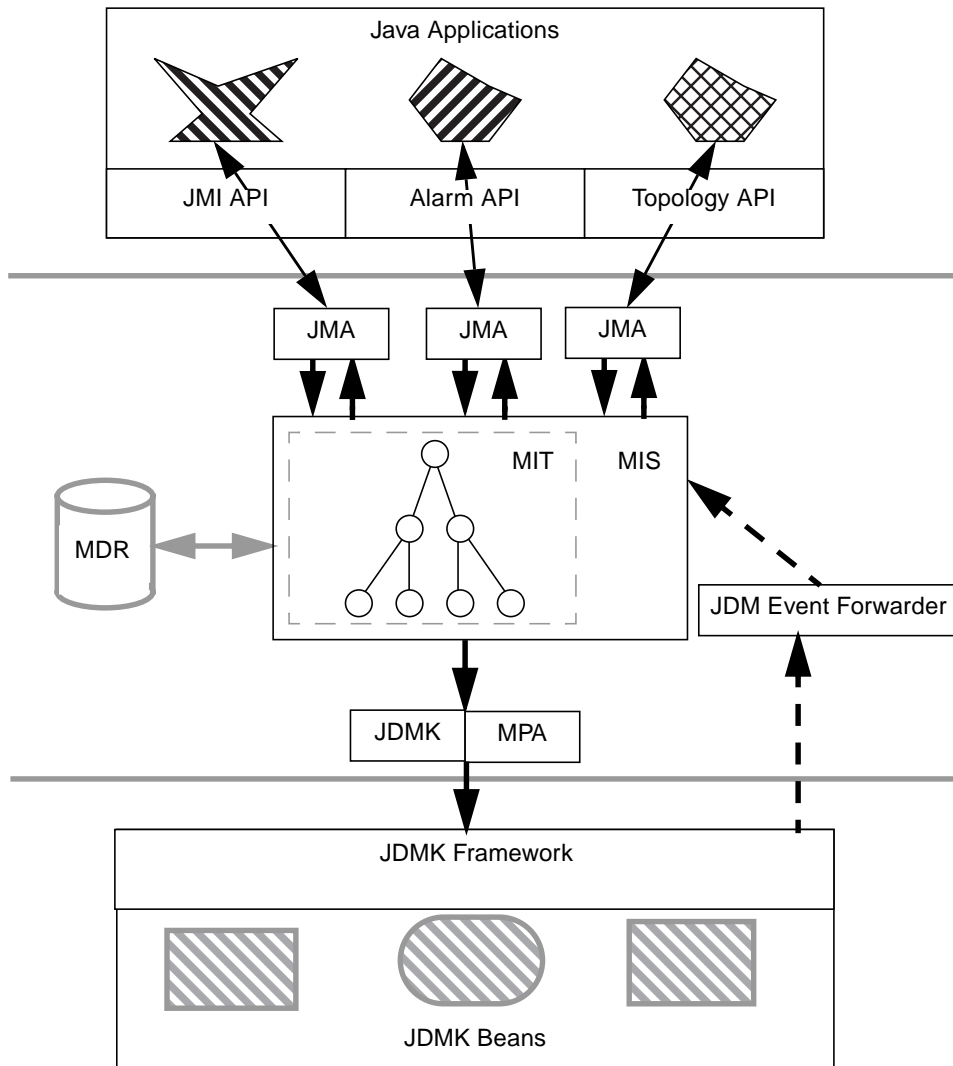 Java Applications
JMI API
Alarm API
Topology API
JMA
JMA
JMA
MIT
MIS
MDR
JDM Event Forwarder
JDMK
MPA
JDMK Framework
JDMK Beans